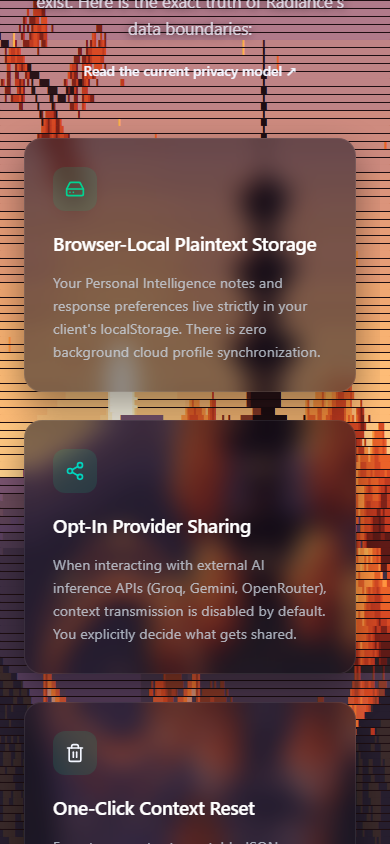 exist. Here is the exact truth of Radiance's
data boundaries:
Read the current privacy model ↗
Browser-Local Plaintext Storage
Your Personal Intelligence notes and
response preferences live strictly in your
client's localStorage. There is zero
background cloud profile synchronization.
Opt-In Provider Sharing
When interacting with external AI
inference APIs (Groq, Gemini, OpenRouter),
context transmission is disabled by default.
You explicitly decide what gets shared.
One-Click Context Reset